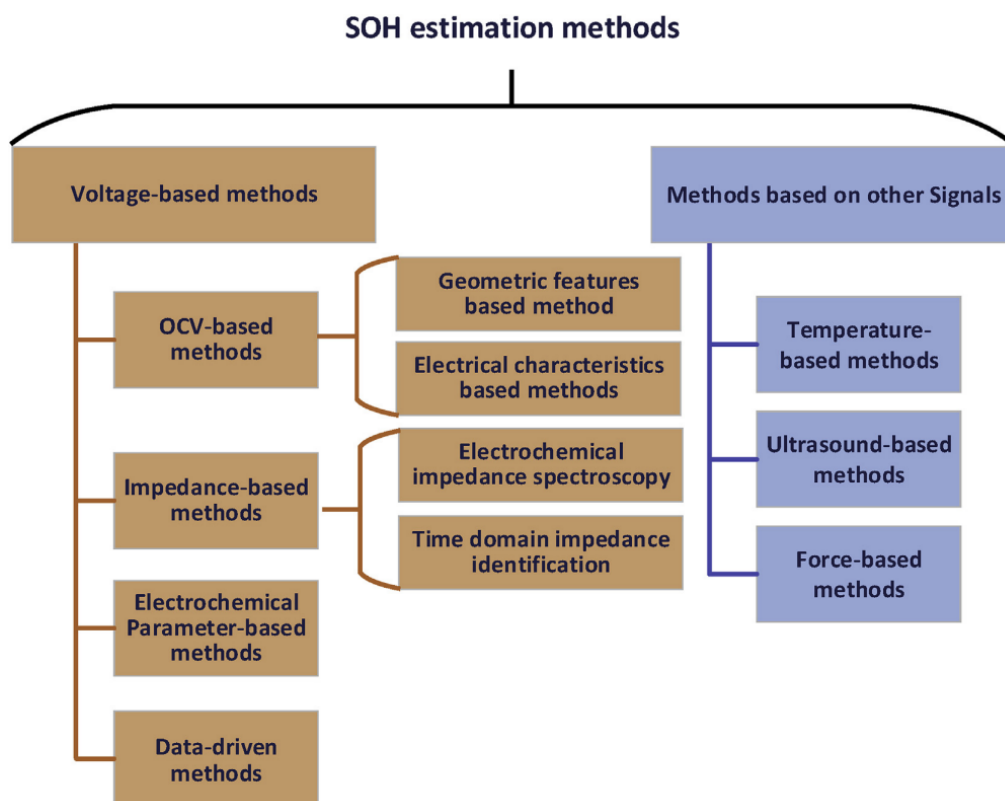 SOH estimation methods
Voltage-based methods
Methods based on other Signals
OCV-based
methods
Geometric features
based method
Electrical characteristics
based methods
Impedance-based
methods
Electrochemical
impedance spectroscopy
Time domain impedance
identification
Electrochemical
Parameter-based
methods
Data-driven
methods
Temperature-
based methods
Ultrasound-based
methods
Force-based
methods